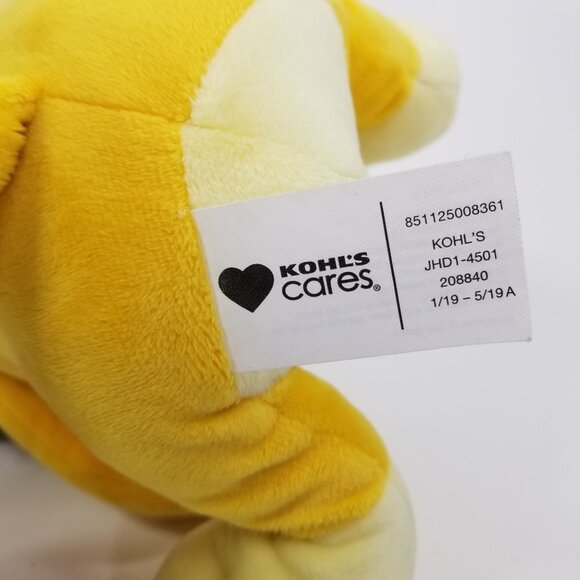 KOHL'S
cares®
851125008361
KOHL'S
JHD1-4501
208840
1/19 – 5/19 A